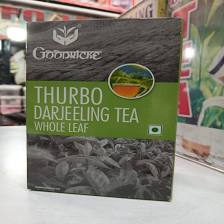 GOODRICKE
THURBO
DARJEELING TEA
WHOLE LEAF